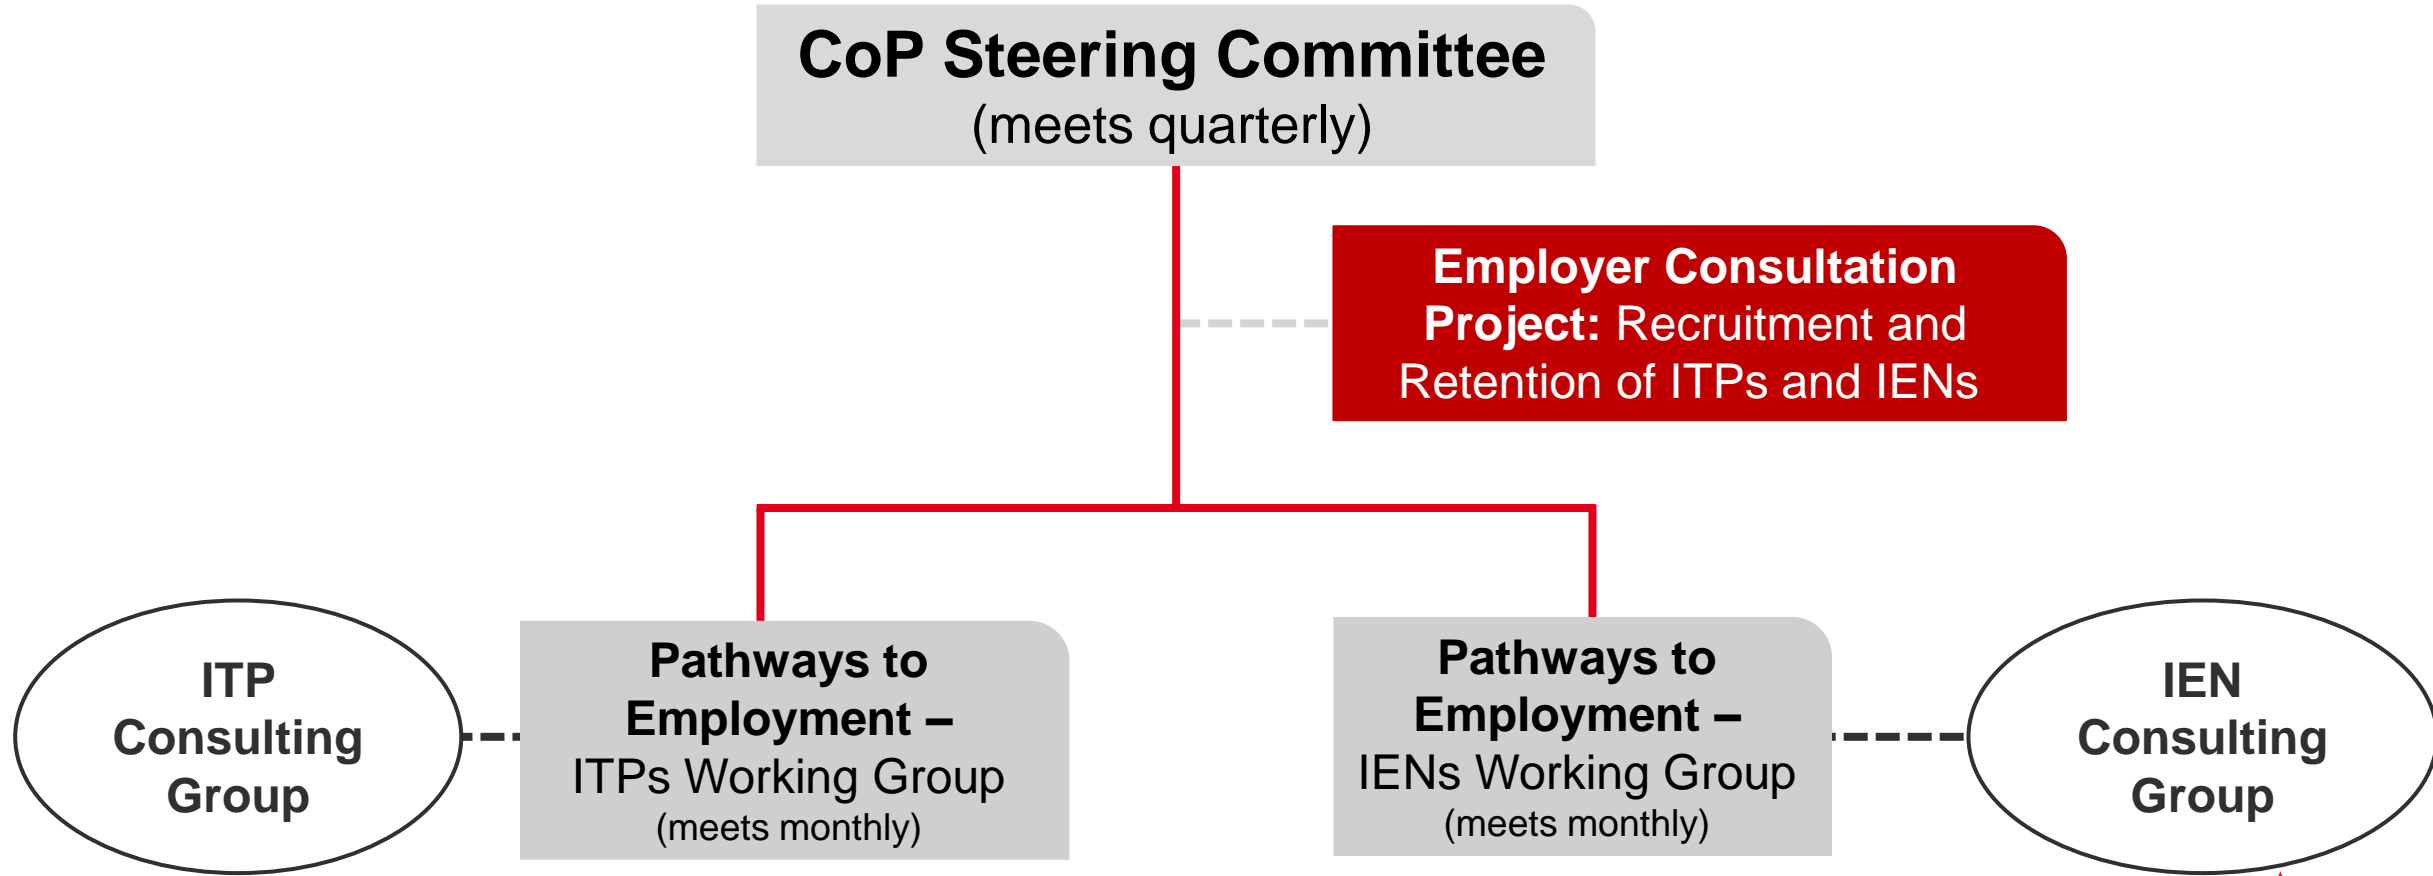 CoP Steering Committee
(meets quarterly)
Employer Consultation
Project: Recruitment and
Retention of ITPs and IENs
ITP
Consulting
Group
Pathways to
Employment –
ITPs Working Group
(meets monthly)
Pathways to
Employment –
IENs Working Group
(meets monthly)
IEN
Consulting
Group